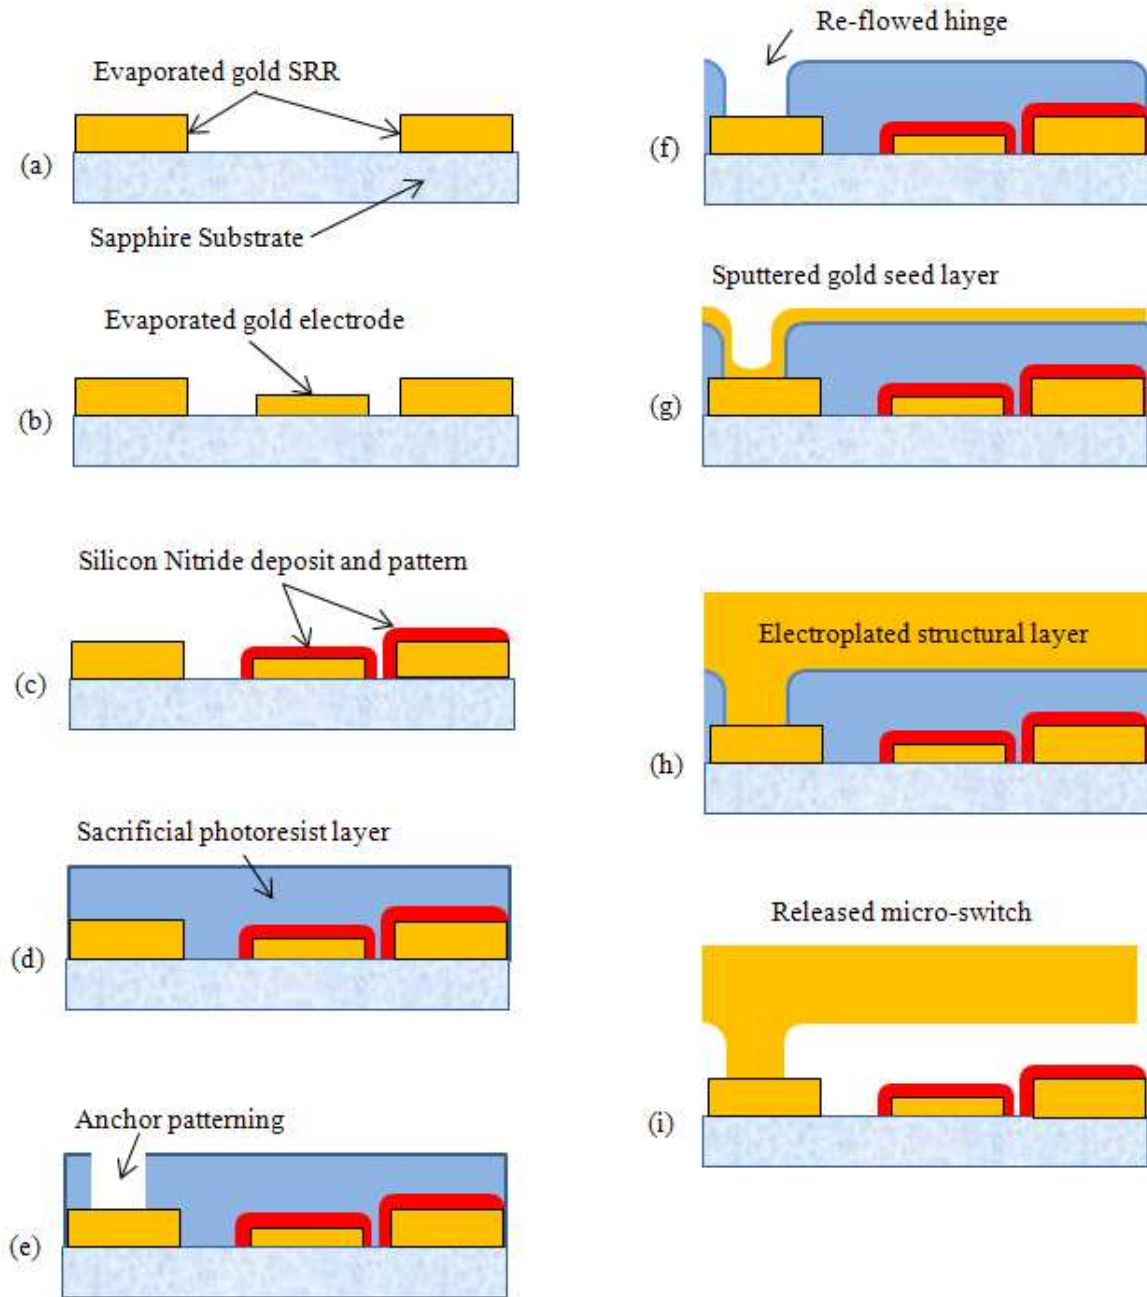 Evaporated gold SRR
(a)
Sapphire Substrate
Evaporated gold electrode
(b)
Silicon Nitride deposit and pattern
(c)
Sacrificial photoresist layer
(d)
Anchor patterning
(e)
Re-flowed hinge
(f)
Sputtered gold seed layer
(g)
Electroplated structural layer
(h)
Released micro-switch
(i)